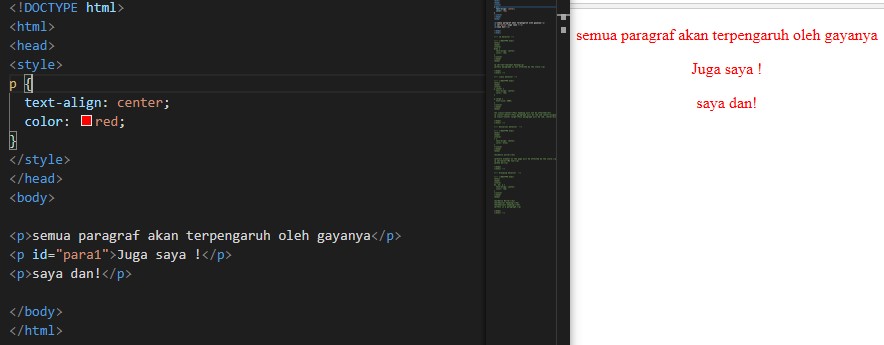 <!DOCTYPE html>
<html>
<head>
<style>
p {
  text-align: center;
  color: red;
}
</style>
</head>
<body>
<p>semua paragraf akan terpengaruh oleh gayanya</p>
<p id="para1">Juga saya !</p>
<p>saya dan!</p>
</body>
</html>
semua paragraf akan terpengaruh oleh gayanya
Juga saya !
saya dan!